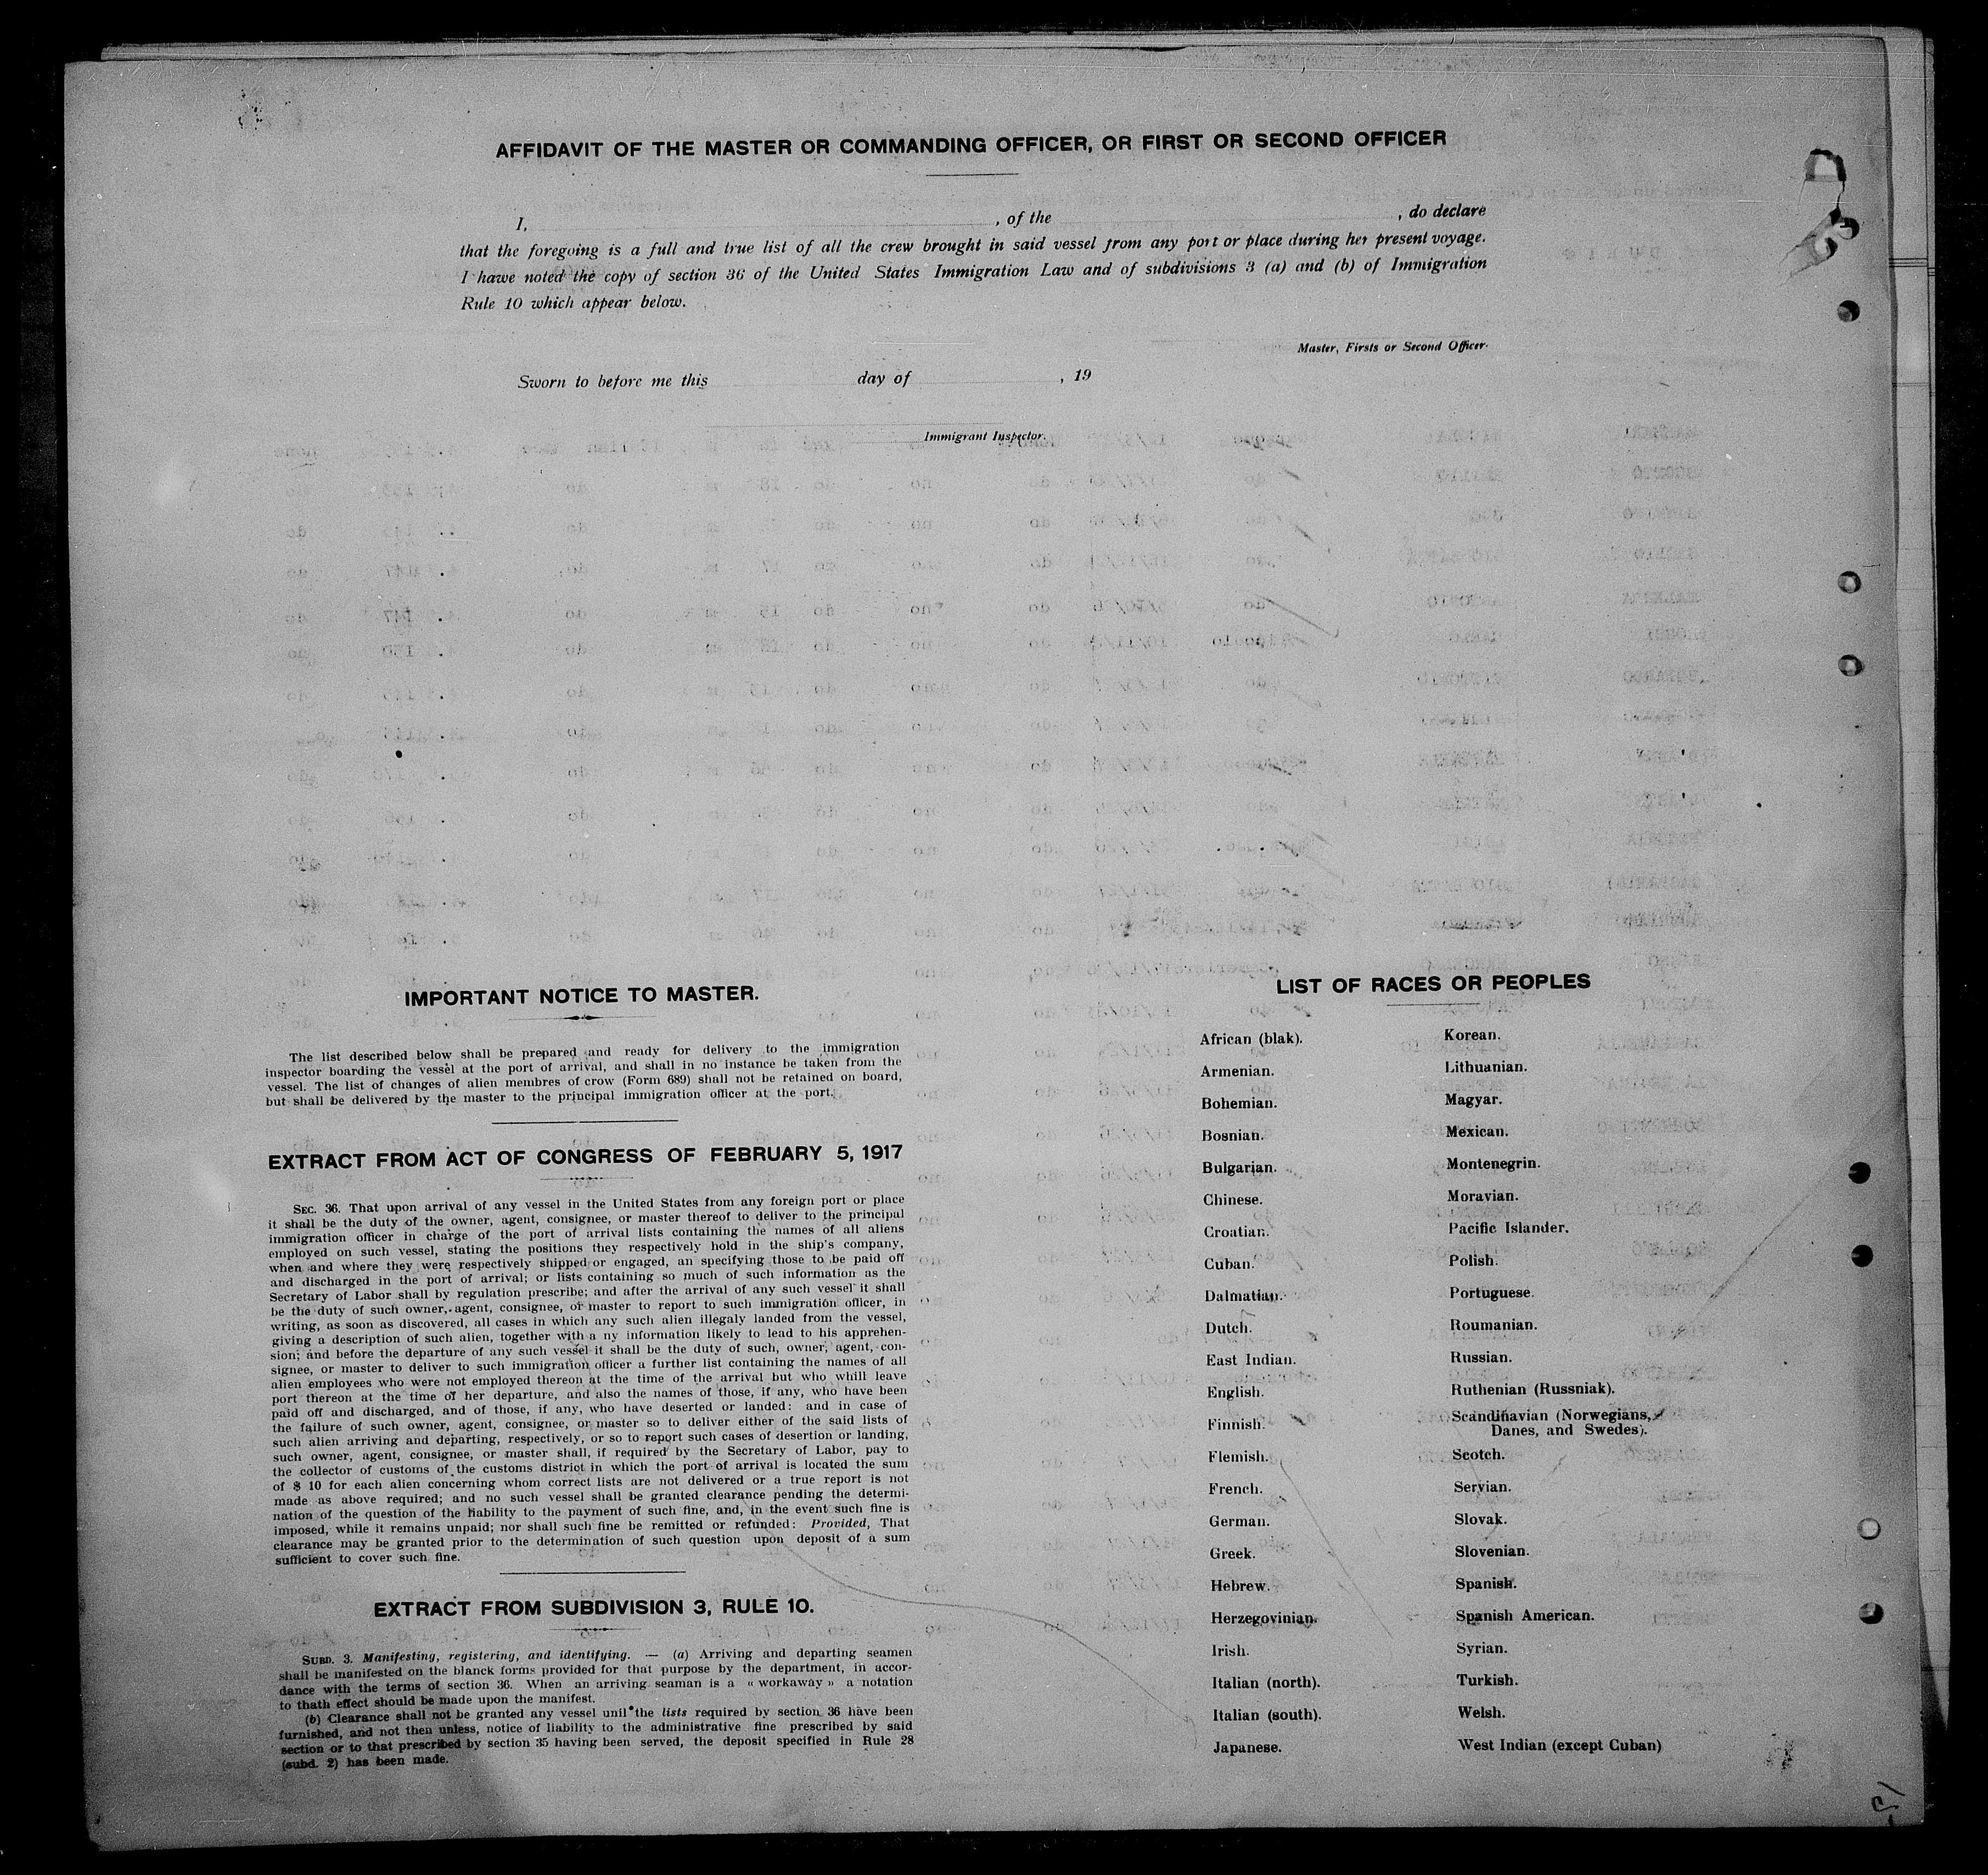 AFFIDAVIT OF THE MASTER OR COMMANDING OFFICER, OR FIRST OR SECOND OFFICER
I, , of the , do declare
that the foregoing is a full and true list of all the crew brought in said vessel from any port or place during her present voyage.
I hawe noted the copy of section 36 of the United States Immigration Law and of subdivisions 3 (a) and (b) of Immigration
Rule 10 which appear below.
Master, Firsts or Second Officer.
Sworn to before me this day of , 19
Immigrant Inspector.
IMPORTANT NOTICE TO MASTER.
The list described below shall be prepared and ready for delivery to the immigration
inspector boarding the vessel at the port of arrival, and shall in no instance be taken from the
vessel. The list of changes of alien membres of crow (Form 689) shall not be retained on board,
but shall be delivered by the master to the principal immigration officer at the port.
EXTRACT FROM ACT OF CONGRESS OF FEBRUARY 5, 1917
SEC. 36. That upon arrival of any vessel in the United States from any foreign port or place
it shall be the duty of the owner, agent, consignee, or master thereof to deliver to the principal
immigration officer in charge of the port of arrival lists containing the names of all aliens
employed on such vessel, stating the positions they respectively hold in the ship's company,
when and where they were respectively shipped or engaged, an specifying those to be paid off
and discharged in the port of arrival; or lists containing so much of such information as the
Secretary of Labor shall by regulation prescribe; and after the arrival of any such vessel it shall
be the duty of such owner, agent, consignee, or master to report to such immigration officer, in
writing, as soon as discovered, all cases in which any such alien illegaly landed from the vessel,
giving a description of such alien, together with a ny information likely to lead to his apprehen-
sion; and before the departure of any such vessel it shall be the duty of such, owner, agent, con-
signee, or master to deliver to such immigration officer a further list containing the names of all
alien employees who were not employed thereon at the time of the arrival but who whill leave
port thereon at the time of her departure, and also the names of those, if any, who have been
paid off and discharged, and of those, if any, who have deserted or landed: and in case of
the failure of such owner, agent, consignee, or master so to deliver either of the said lists of
such alien arriving and departing, respectively, or so to report such cases of desertion or landing,
such owner, agent, consignee, or master shall, if required by the Secretary of Labor, pay to
the collector of customs of the customs district in which the port of arrival is located the sum
of $ 10 for each alien concerning whom correct lists are not delivered or a true report is not
made as above required; and no such vessel shall be granted clearance pending the determi-
nation of the question of the liability to the payment of such fine, and, in the event such fine is
imposed, while it remains unpaid; nor shall such fine be remitted or refunded: Provided, That
clearance may be granted prior to the determination of such question upon deposit of a sum
sufficient to cover such fine.
EXTRACT FROM SUBDIVISION 3, RULE 10.
SUBD. 3. Manifesting, registering, and identifying. — (a) Arriving and departing seamen
shall be manifested on the blanck forms provided for that purpose by the department, in accor-
dance with the terms of section 36. When an arriving seaman is a « workaway » a notation
to thath effect should be made upon the manifest.
(b) Clearance shall not be granted any vessel unil the lists required by section 36 have been
furnished, and not then unless, notice of liability to the administrative fine prescribed by said
section or to that prescribed by section 35 having been served, the deposit specified in Rule 28
(subd. 2) has been made.
LIST OF RACES OR PEOPLES
African (blak).
Armenian.
Bohemian.
Bosnian.
Bulgarian.
Chinese.
Croatian.
Cuban.
Dalmatian.
Dutch.
East Indian.
English.
Finnish.
Flemish.
French.
German.
Greek.
Hebrew.
Herzegovinian.
Irish.
Italian (north).
Italian (south).
Japanese.
Korean.
Lithuanian.
Magyar.
Mexican.
Montenegrin.
Moravian.
Pacific Islander.
Polish.
Portuguese.
Roumanian.
Russian.
Ruthenian (Russniak).
Scandinavian (Norwegians,
Danes, and Swedes).
Scotch.
Servian.
Slovak.
Slovenian.
Spanish.
Spanish American.
Syrian.
Turkish.
Welsh.
West Indian (except Cuban)